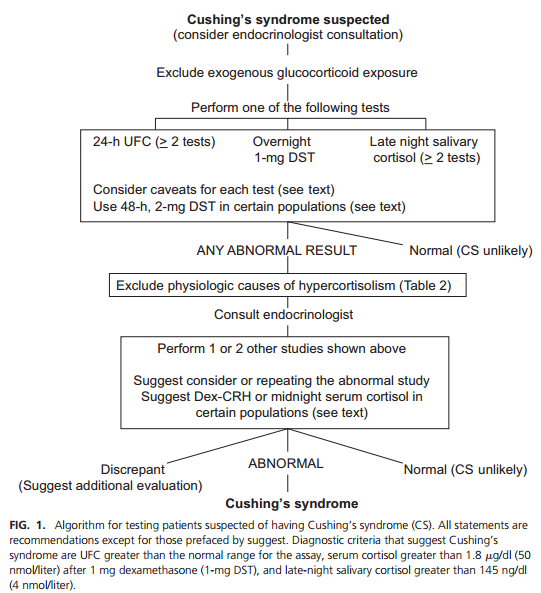 Cushing's syndrome suspected
(consider endocrinologist consultation)
Exclude exogenous glucocorticoid exposure
Perform one of the following tests
24-h UFC (≥ 2 tests)
Overnight
1-mg DST
Late night salivary
cortisol (≥ 2 tests)
Consider caveats for each test (see text)
Use 48-h, 2-mg DST in certain populations (see text)
ANY ABNORMAL RESULT
Normal (CS unlikely)
Exclude physiologic causes of hypercortisolism (Table 2)
Consult endocrinologist
Perform 1 or 2 other studies shown above
Suggest consider or repeating the abnormal study
Suggest Dex-CRH or midnight serum cortisol in
certain populations (see text)
Discrepant
(Suggest additional evaluation)
ABNORMAL
Normal (CS unlikely)
Cushing's syndrome
FIG. 1. Algorithm for testing patients suspected of having Cushing's syndrome (CS). All statements are
recommendations except for those prefaced by suggest. Diagnostic criteria that suggest Cushing's
syndrome are UFC greater than the normal range for the assay, serum cortisol greater than 1.8 μg/dl (50
nmol/liter) after 1 mg dexamethasone (1-mg DST), and late-night salivary cortisol greater than 145 ng/dl
(4 nmol/liter).